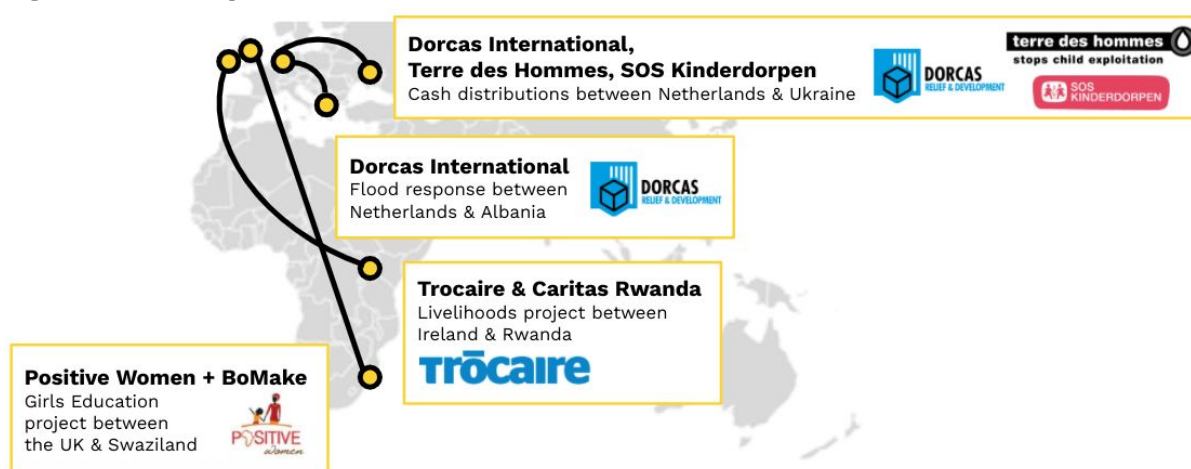 Dorcas International,
Terre des Hommes, SOS Kinderdorpen
Cash distributions between Netherlands & Ukraine
DORCAS
RELIEF & DEVELOPMENT
terre des hommes
stops child exploitation
SOS
KINDERDORPEN
Dorcas International
Flood response between
Netherlands & Albania
DORCAS
RELIEF & DEVELOPMENT
Trocaire & Caritas Rwanda
Livelihoods project between
Ireland & Rwanda
Trōcaire
Positive Women + BoMake
Girls Education
project between
the UK & Swaziland
POSITIVE
women